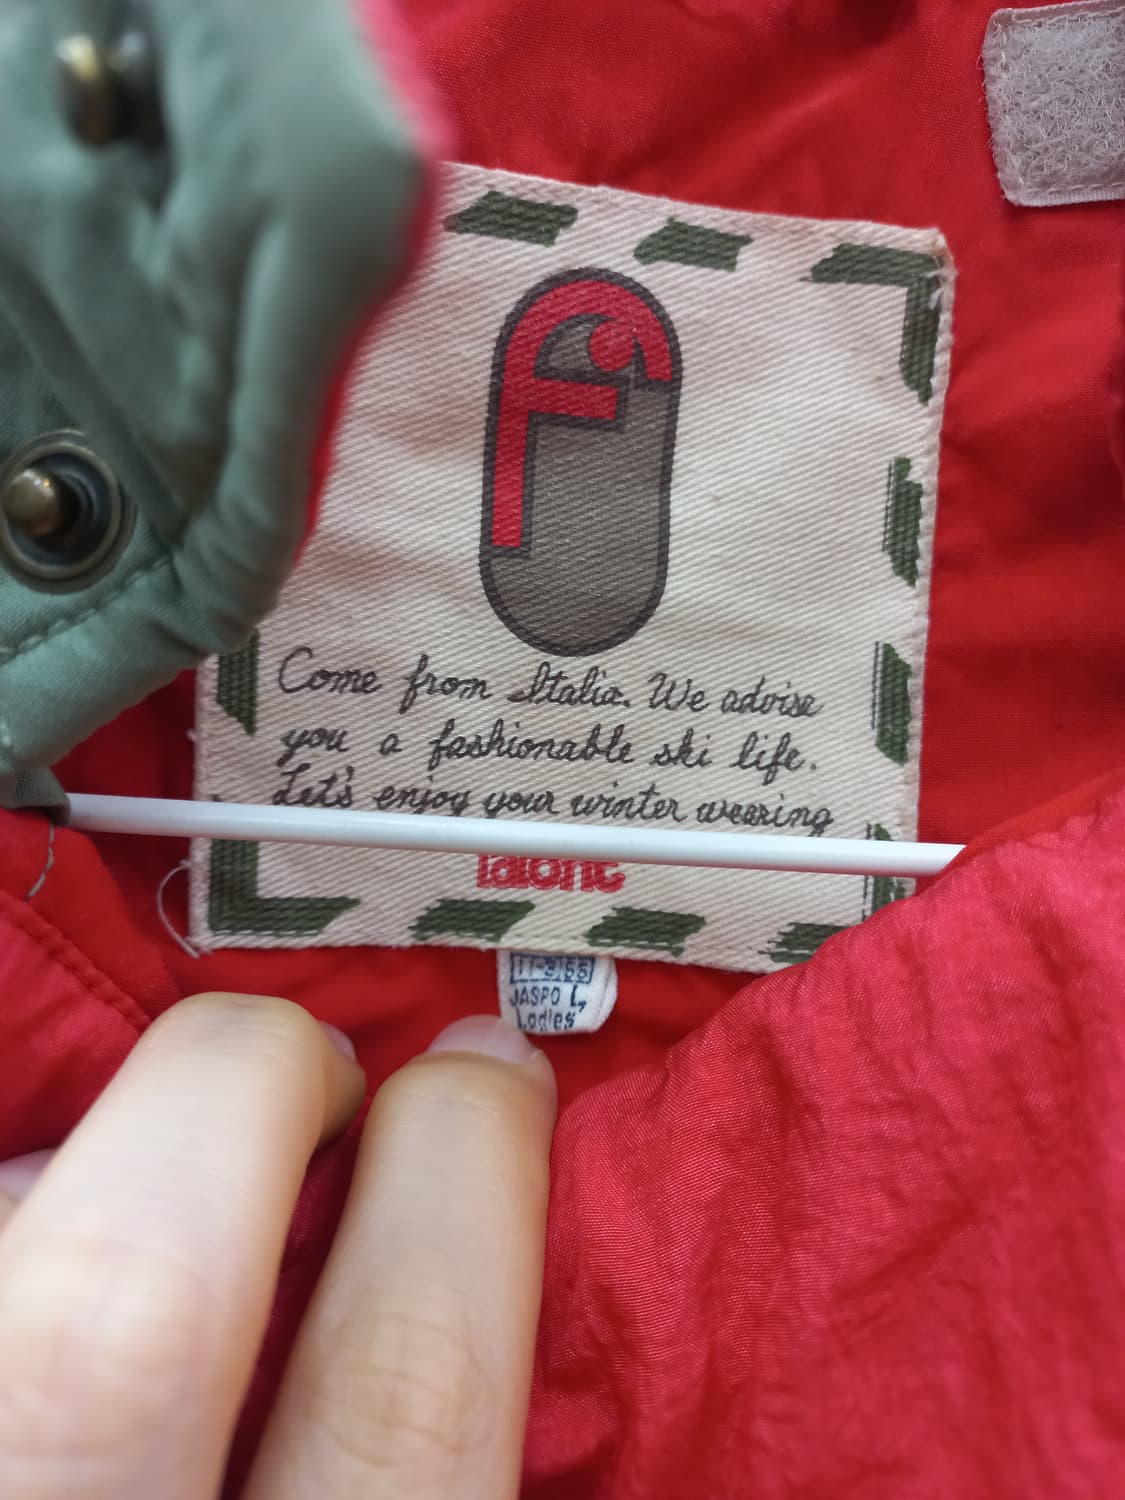 Come from Italia. We advise
you a fashionable ski life.
Let's enjoy your winter wearing
JASPO L,
Ladies